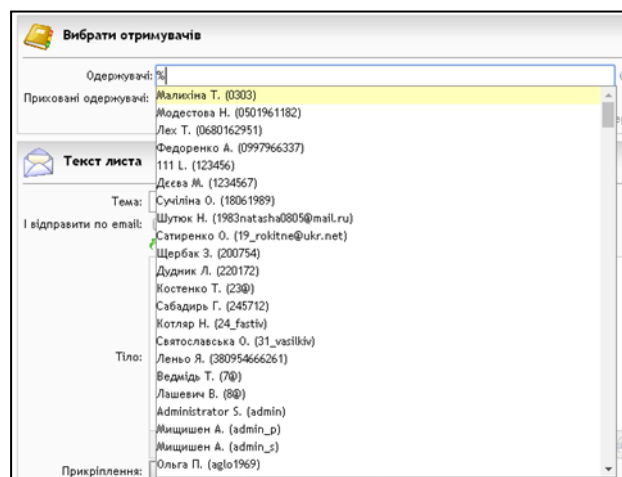 Вибрати отримувачів
Одержувачі: %
Приховані одержувачі:
Малихіна Т. (0303)
Модестова Н. (0501961182)
Лех Т. (0680162951)
Федоренко А. (0997966337)
111 L. (123456)
Дєєва М. (1234567)
Сучіліна О. (18061989)
Шутюк Н. (1983natasha0805@mail.ru)
Сатиренко О. (19_rokitne@ukr.net)
Щербак З. (200754)
Дудник Л. (220172)
Костенко Т. (23@)
Сабадирь Г. (245712)
Котляр Н. (24_fastiv)
Святославська О. (31_vasilkiv)
Леньо Я. (380954666261)
Ведмідь Т. (7@)
Лашевич В. (8@)
Administrator S. (admin)
Мищишен А. (admin_p)
Мищишен А. (admin_s)
Ольга П. (aglo1969)
Текст листа
Тема:
І відправити по email:
Тіло:
Прикріплення: